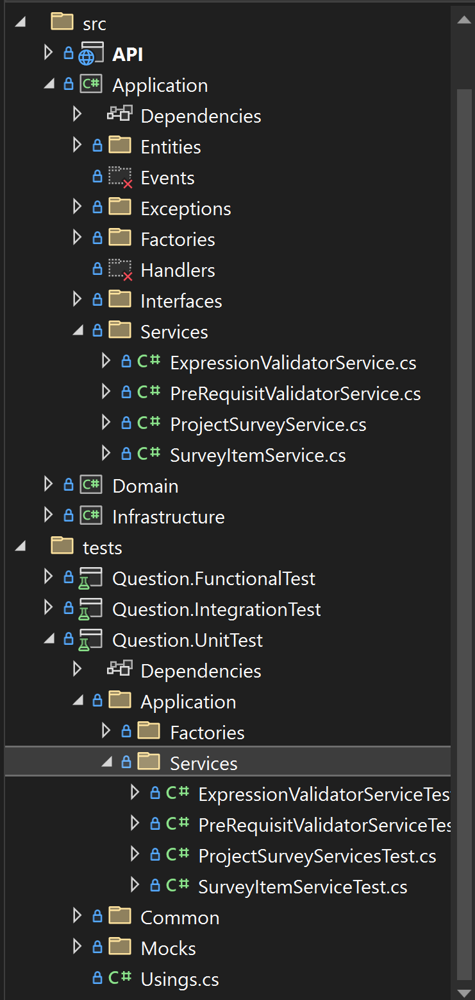 src
API
C# Application
Dependencies
Entities
Events
Exceptions
Factories
Handlers
Interfaces
Services
C# ExpressionValidatorService.cs
C# PreRequisitValidatorService.cs
C# ProjectSurveyService.cs
C# SurveyItemService.cs
C# Domain
C# Infrastructure
tests
Question.FunctionalTest
Question.IntegrationTest
Question.UnitTest
Dependencies
Application
Factories
Services
C# ExpressionValidatorServiceTes
C# PreRequisitValidatorServiceTes
C# ProjectSurveyServicesTest.cs
C# SurveyItemServiceTest.cs
Common
Mocks
C# Usings.cs